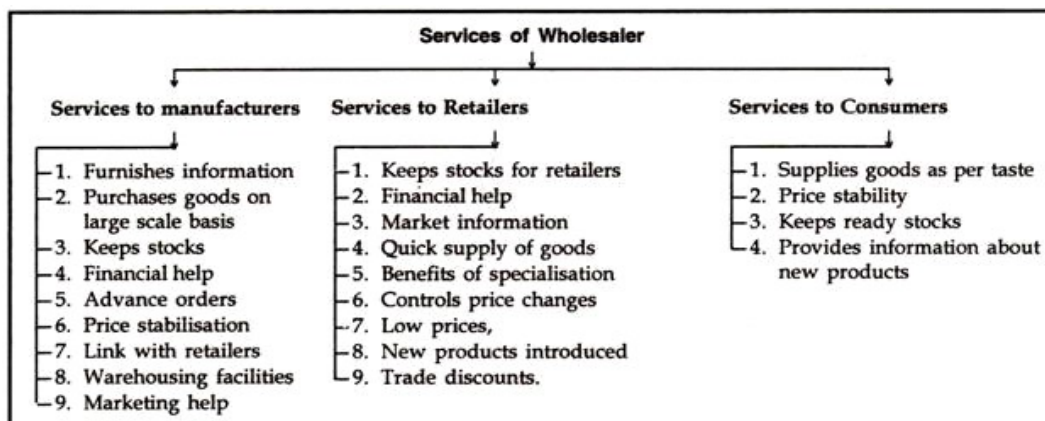 Services of Wholesaler
Services to manufacturers
1. Furnishes information
2. Purchases goods on
large scale basis
3. Keeps stocks
4. Financial help
5. Advance orders
6. Price stabilisation
7. Link with retailers
8. Warehousing facilities
9. Marketing help
Services to Retailers
1. Keeps stocks for retailers
2. Financial help
3. Market information
4. Quick supply of goods
5. Benefits of specialisation
6. Controls price changes
7. Low prices,
8. New products introduced
9. Trade discounts.
Services to Consumers
1. Supplies goods as per taste
2. Price stability
3. Keeps ready stocks
4. Provides information about
new products